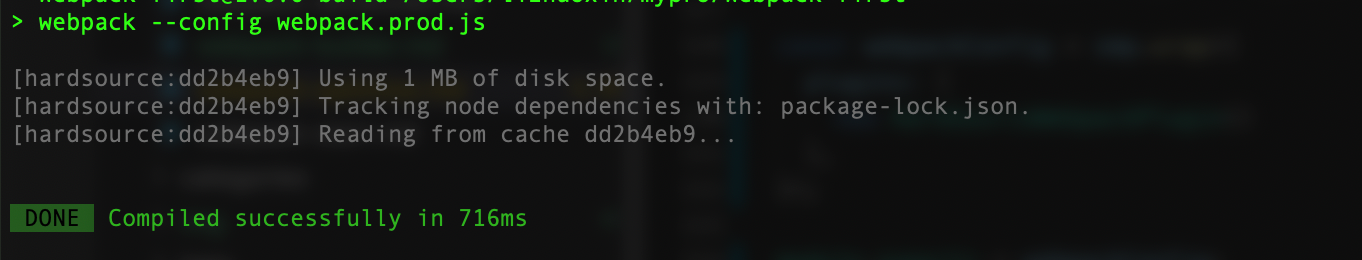 > webpack --config webpack.prod.js
[hardsource:dd2b4eb9] Using 1 MB of disk space.
[hardsource:dd2b4eb9] Tracking node dependencies with: package-lock.json.
[hardsource:dd2b4eb9] Reading from cache dd2b4eb9...
DONE Compiled successfully in 716ms